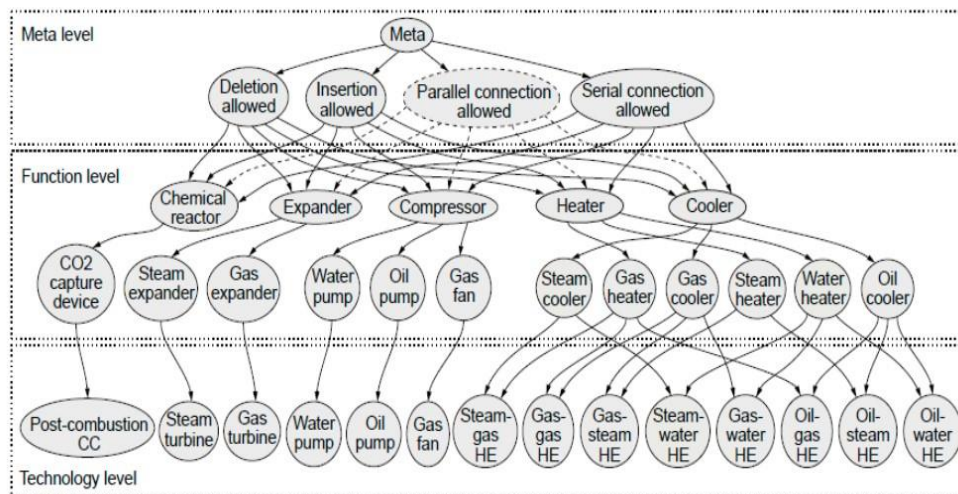 Meta level
Meta
Deletion
allowed
Insertion
allowed
Parallel connection
allowed
Serial connection
allowed
Function level
Chemical
reactor
Expander
Compressor
Heater
Cooler
CO2
capture
device
Steam
expander
Gas
expander
Water
pump
Oil
pump
Gas
fan
Steam
cooler
Gas
heater
Gas
cooler
Steam
heater
Water
heater
Oil
cooler
Post-combustion
CC
Steam
turbine
Gas
turbine
Water
pump
Oil
pump
Gas
fan
Steam-
gas
HE
Gas-
gas
HE
Gas-
steam
HE
Steam-
water
HE
Gas-
water
HE
Oil-
gas
HE
Oil-
steam
HE
Oil-
water
HE
Technology level